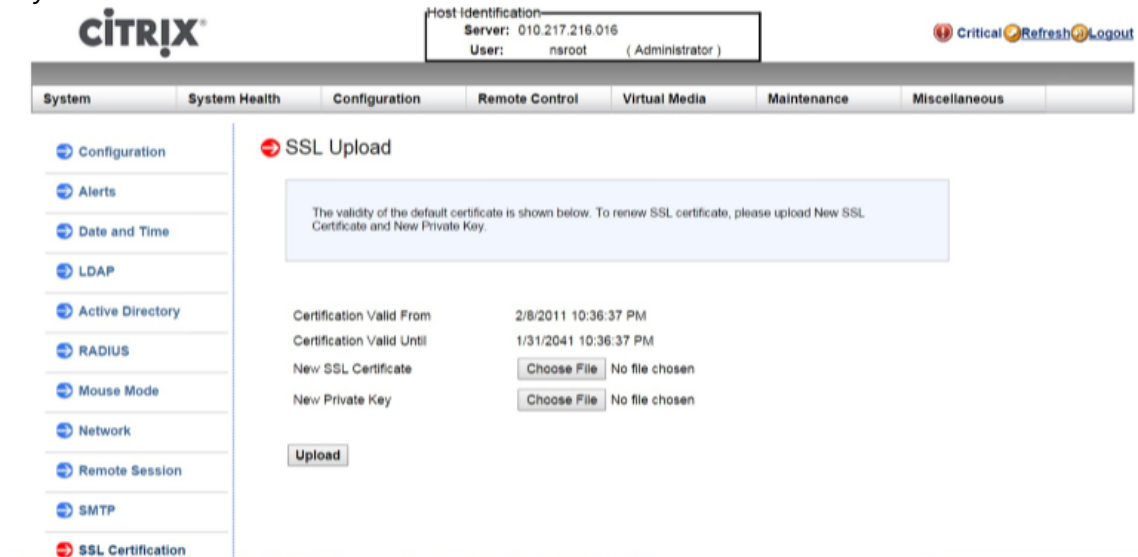 CİTRIX
Host Identification
Server: 010.217.216.016
User: nsroot ( Administrator )
Critical Refresh Logout
System System Health Configuration Remote Control Virtual Media Maintenance Miscellaneous
Configuration
Alerts
Date and Time
LDAP
Active Directory
RADIUS
Mouse Mode
Network
Remote Session
SMTP
SSL Certification
SSL Upload
The validity of the default certificate is shown below. To renew SSL certificate, please upload New SSL
Certificate and New Private Key.
Certification Valid From 2/8/2011 10:36:37 PM
Certification Valid Until 1/31/2041 10:36:37 PM
New SSL Certificate Choose File No file chosen
New Private Key Choose File No file chosen
Upload